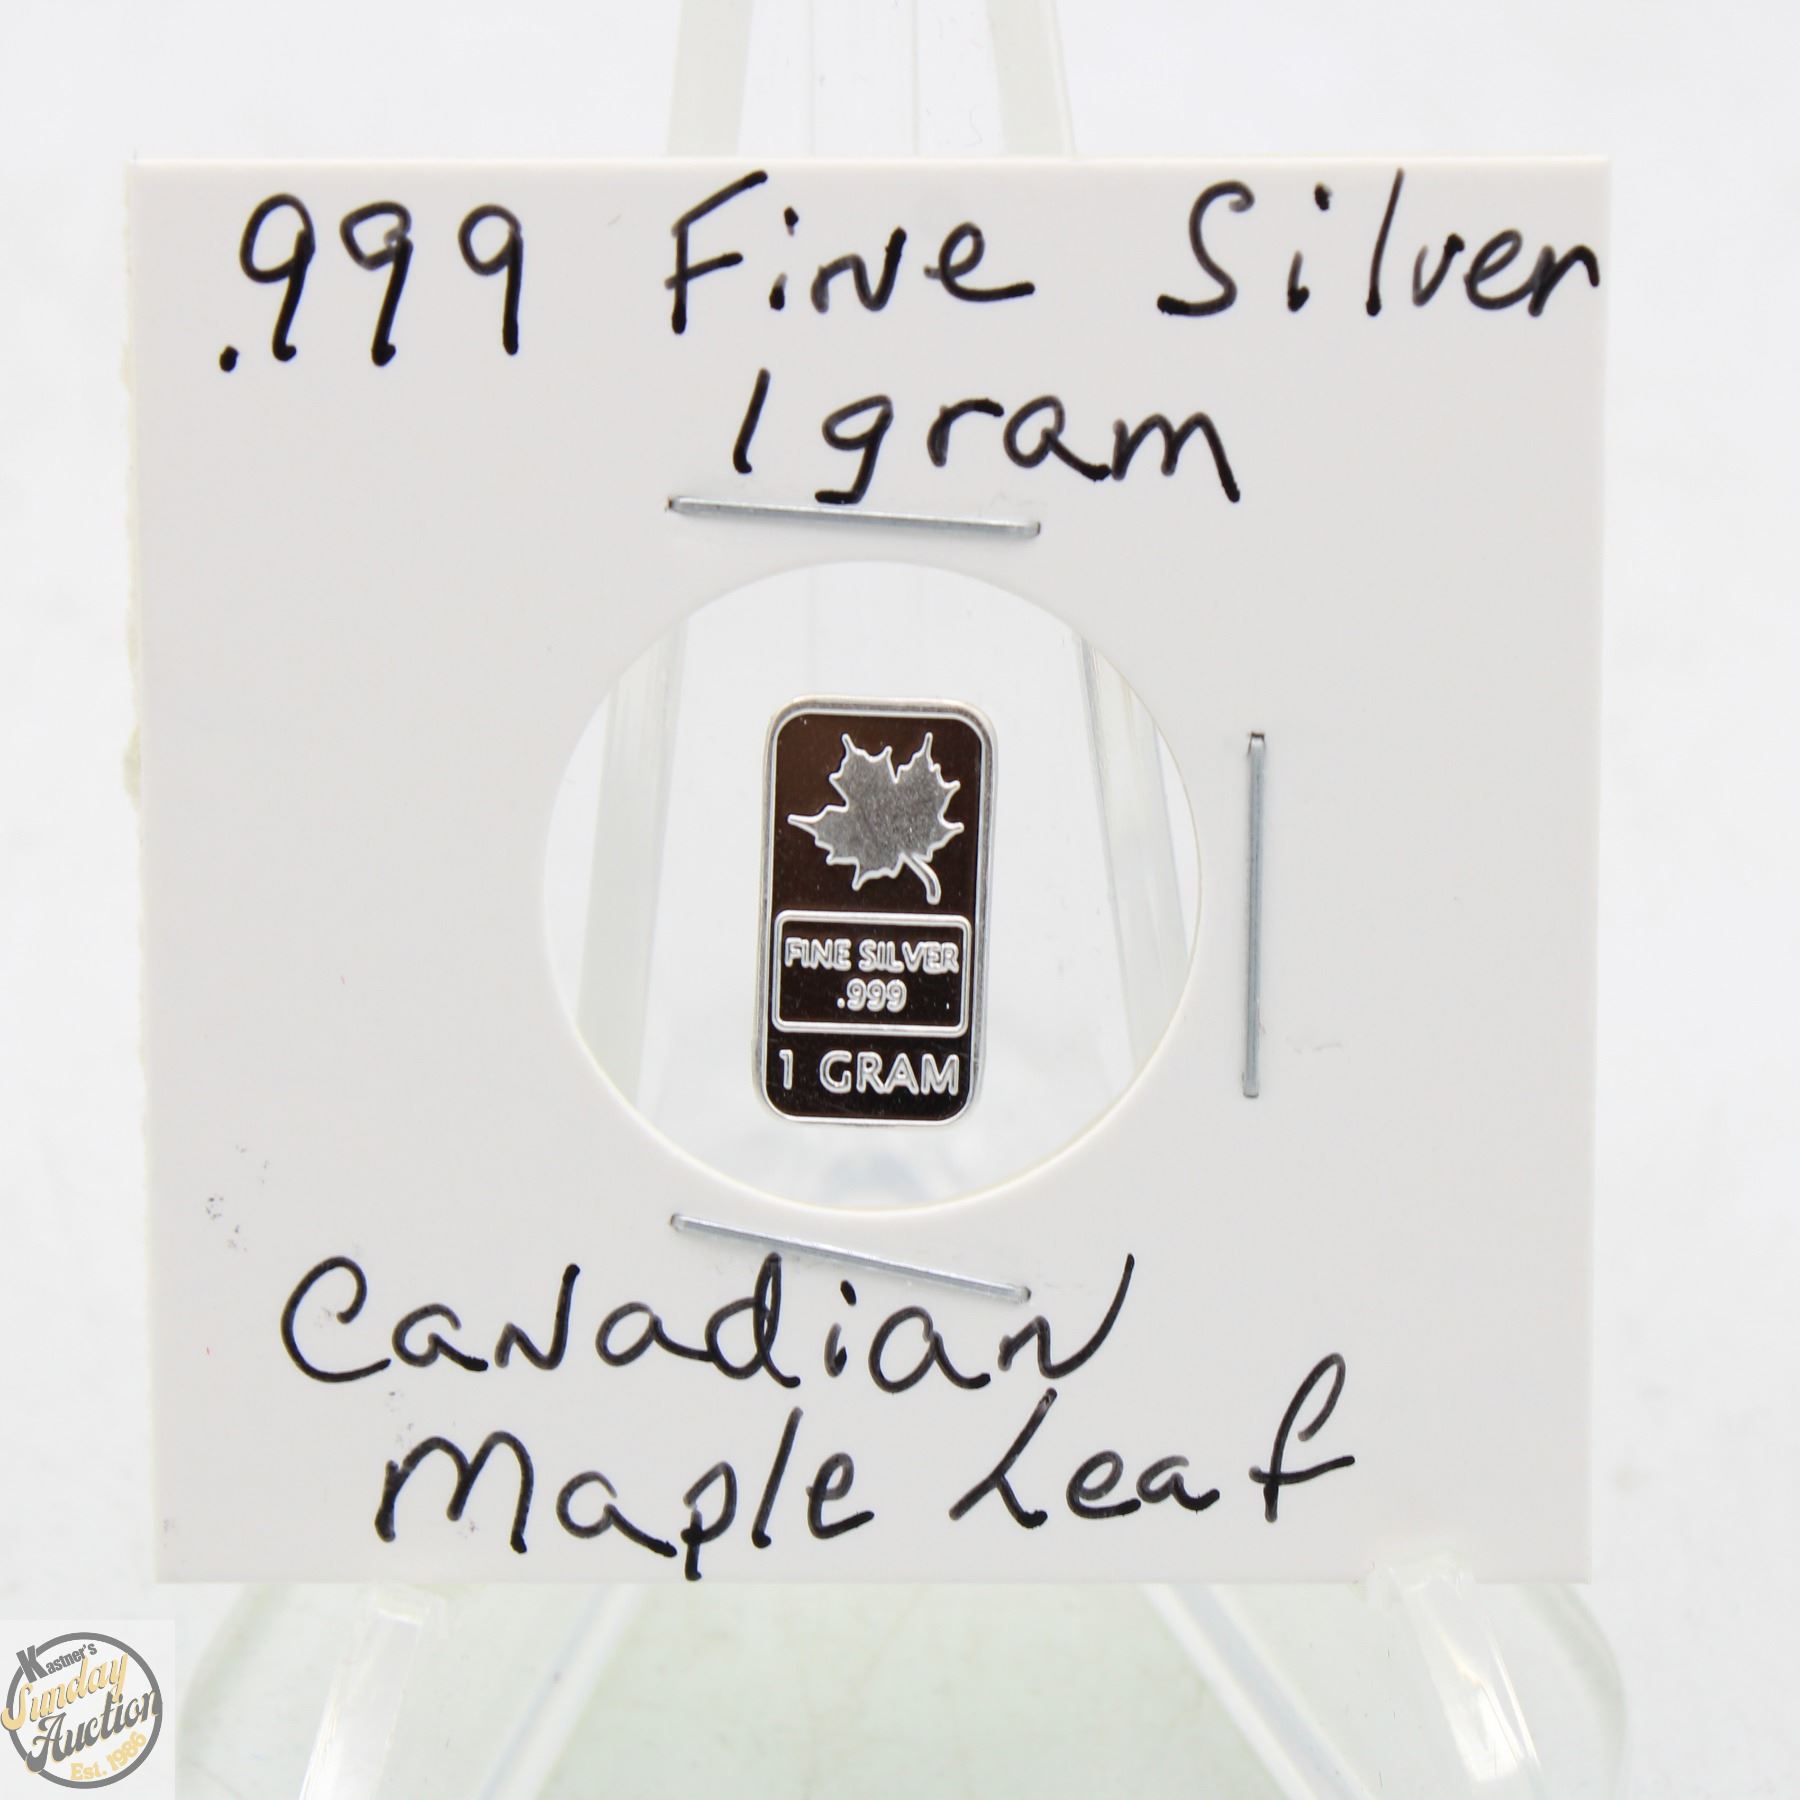 .999 Fine Silver
1 gram
FINE SILVER
.999
1 GRAM
Canadian
Maple Leaf
Kastner's
Sunday
Auction
Est. 1986